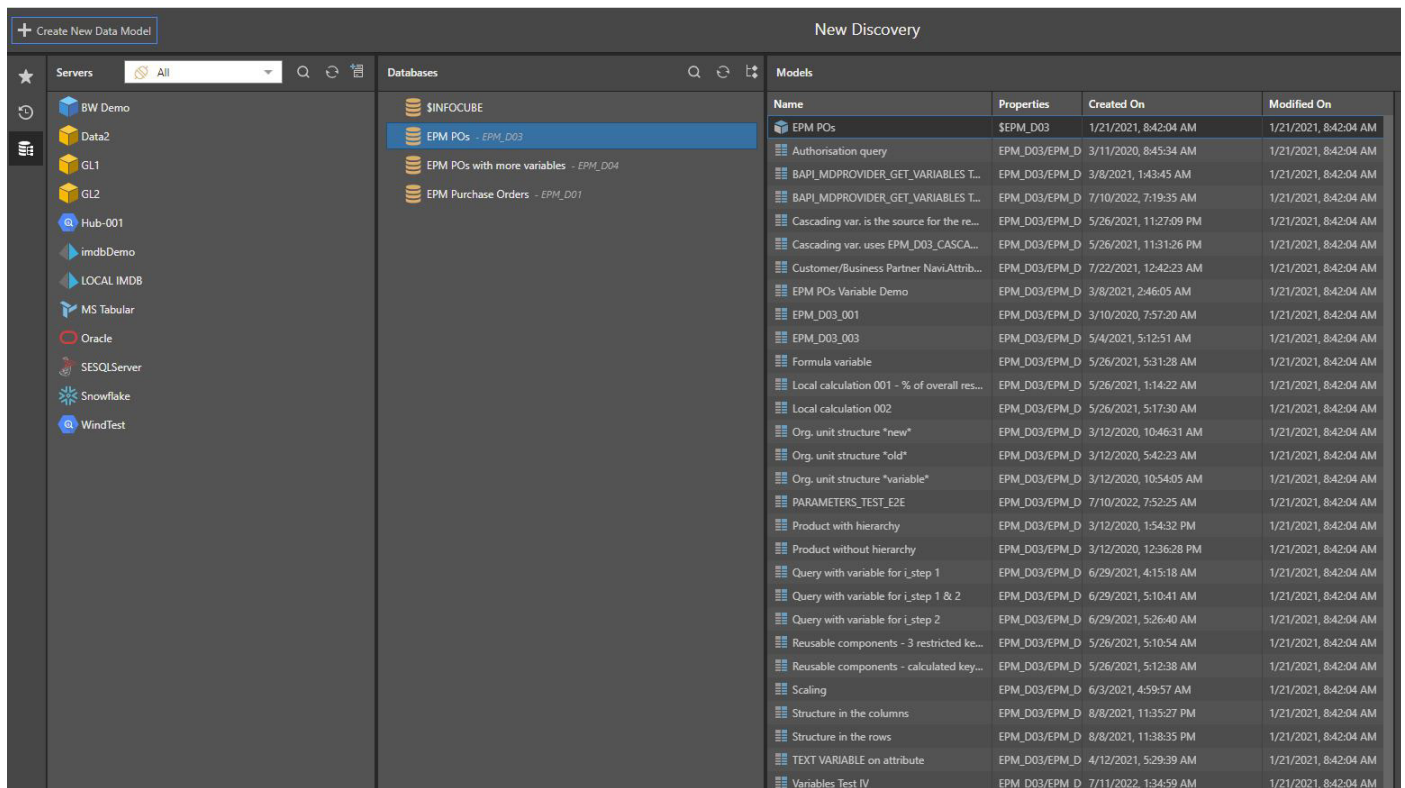 Create New Data Model
New Discovery
Servers All
BW Demo
Data2
GL1
GL2
Hub-001
imdbDemo
LOCAL IMDB
MS Tabular
Oracle
SESQLServer
Snowflake
WindTest
Databases
$INFOCUBE
EPM POs - EPM_D03
EPM POs with more variables - EPM_D04
EPM Purchase Orders - EPM_D01
Models
Name Properties Created On Modified On
EPM POs $EPM_D03 1/21/2021, 8:42:04 AM 1/21/2021, 8:42:04 AM
Authorisation query EPM_D03/EPM_D 3/11/2020, 8:45:34 AM 1/21/2021, 8:42:04 AM
BAPI_MDPROVIDER_GET_VARIABLES T... EPM_D03/EPM_D 3/8/2021, 1:43:45 AM 1/21/2021, 8:42:04 AM
BAPI_MDPROVIDER_GET_VARIABLES T... EPM_D03/EPM_D 7/10/2022, 7:19:35 AM 1/21/2021, 8:42:04 AM
Cascading var. is the source for the re... EPM_D03/EPM_D 5/26/2021, 11:27:09 PM 1/21/2021, 8:42:04 AM
Cascading var. uses EPM_D03_CASCA... EPM_D03/EPM_D 5/26/2021, 11:31:26 PM 1/21/2021, 8:42:04 AM
Customer/Business Partner Navi.Attrib... EPM_D03/EPM_D 7/22/2021, 12:42:23 AM 1/21/2021, 8:42:04 AM
EPM POs Variable Demo EPM_D03/EPM_D 3/8/2021, 2:46:05 AM 1/21/2021, 8:42:04 AM
EPM_D03_001 EPM_D03/EPM_D 3/10/2020, 7:57:20 AM 1/21/2021, 8:42:04 AM
EPM_D03_003 EPM_D03/EPM_D 5/4/2021, 5:12:51 AM 1/21/2021, 8:42:04 AM
Formula variable EPM_D03/EPM_D 5/26/2021, 5:31:28 AM 1/21/2021, 8:42:04 AM
Local calculation 001 - % of overall res... EPM_D03/EPM_D 5/26/2021, 1:14:22 AM 1/21/2021, 8:42:04 AM
Local calculation 002 EPM_D03/EPM_D 5/26/2021, 5:17:30 AM 1/21/2021, 8:42:04 AM
Org. unit structure *new* EPM_D03/EPM_D 3/12/2020, 10:46:31 AM 1/21/2021, 8:42:04 AM
Org. unit structure *old* EPM_D03/EPM_D 3/12/2020, 5:42:23 AM 1/21/2021, 8:42:04 AM
Org. unit structure *variable* EPM_D03/EPM_D 3/12/2020, 10:54:05 AM 1/21/2021, 8:42:04 AM
PARAMETERS_TEST_E2E EPM_D03/EPM_D 7/10/2022, 7:52:25 AM 1/21/2021, 8:42:04 AM
Product with hierarchy EPM_D03/EPM_D 3/12/2020, 1:54:32 PM 1/21/2021, 8:42:04 AM
Product without hierarchy EPM_D03/EPM_D 3/12/2020, 12:36:28 PM 1/21/2021, 8:42:04 AM
Query with variable for i_step 1 EPM_D03/EPM_D 6/29/2021, 4:15:18 AM 1/21/2021, 8:42:04 AM
Query with variable for i_step 1 & 2 EPM_D03/EPM_D 6/29/2021, 5:10:41 AM 1/21/2021, 8:42:04 AM
Query with variable for i_step 2 EPM_D03/EPM_D 6/29/2021, 5:26:40 AM 1/21/2021, 8:42:04 AM
Reusable components - 3 restricted ke... EPM_D03/EPM_D 5/26/2021, 5:10:54 AM 1/21/2021, 8:42:04 AM
Reusable components - calculated key... EPM_D03/EPM_D 5/26/2021, 5:12:38 AM 1/21/2021, 8:42:04 AM
Scaling EPM_D03/EPM_D 6/3/2021, 4:59:57 AM 1/21/2021, 8:42:04 AM
Structure in the columns EPM_D03/EPM_D 8/8/2021, 11:35:27 PM 1/21/2021, 8:42:04 AM
Structure in the rows EPM_D03/EPM_D 8/8/2021, 11:38:35 PM 1/21/2021, 8:42:04 AM
TEXT VARIABLE on attribute EPM_D03/EPM_D 4/12/2021, 5:29:39 AM 1/21/2021, 8:42:04 AM
Variables Test IV EPM_D03/EPM_D 7/11/2022, 1:34:59 AM 1/21/2021, 8:42:04 AM